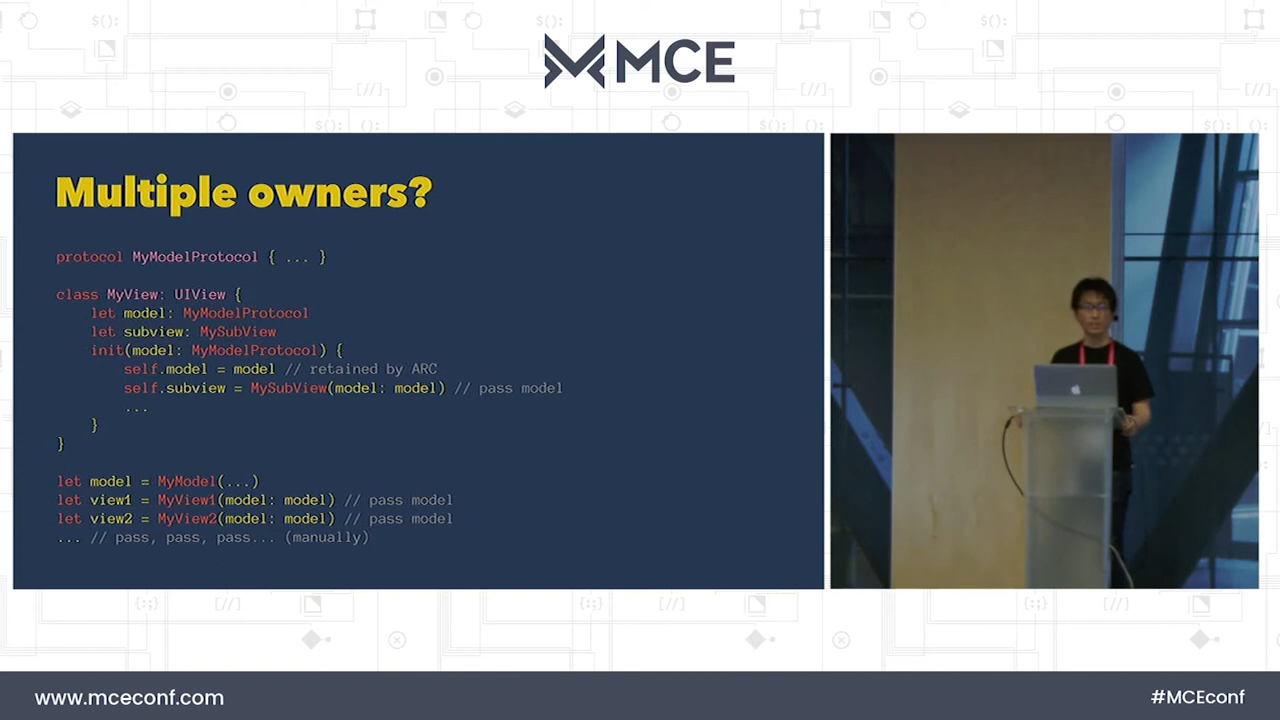 MCE
Multiple owners?
protocol MyModelProtocol { ... }
class MyView: UIView {
let model: MyModelProtocol
let subview: MySubView
init(model: MyModelProtocol) {
self.model = model // retained by ARC
self.subview = MySubView(model: model) // pass model
...
}
}
let model = MyModel(...)
let view1 = MyView1(model: model) // pass model
let view2 = MyView2(model: model) // pass model
... // pass, pass, pass... (manually)
www.mceconf.com
#MCEconf